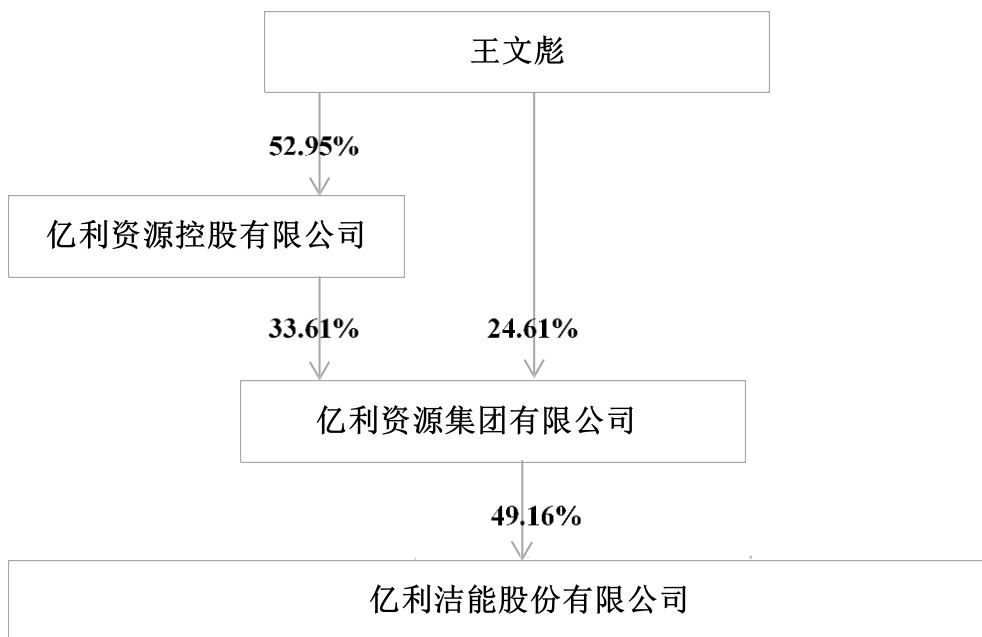 王文彪
52.95%
亿利资源控股有限公司
33.61%
24.61%
亿利资源集团有限公司
49.16%
亿利洁能股份有限公司